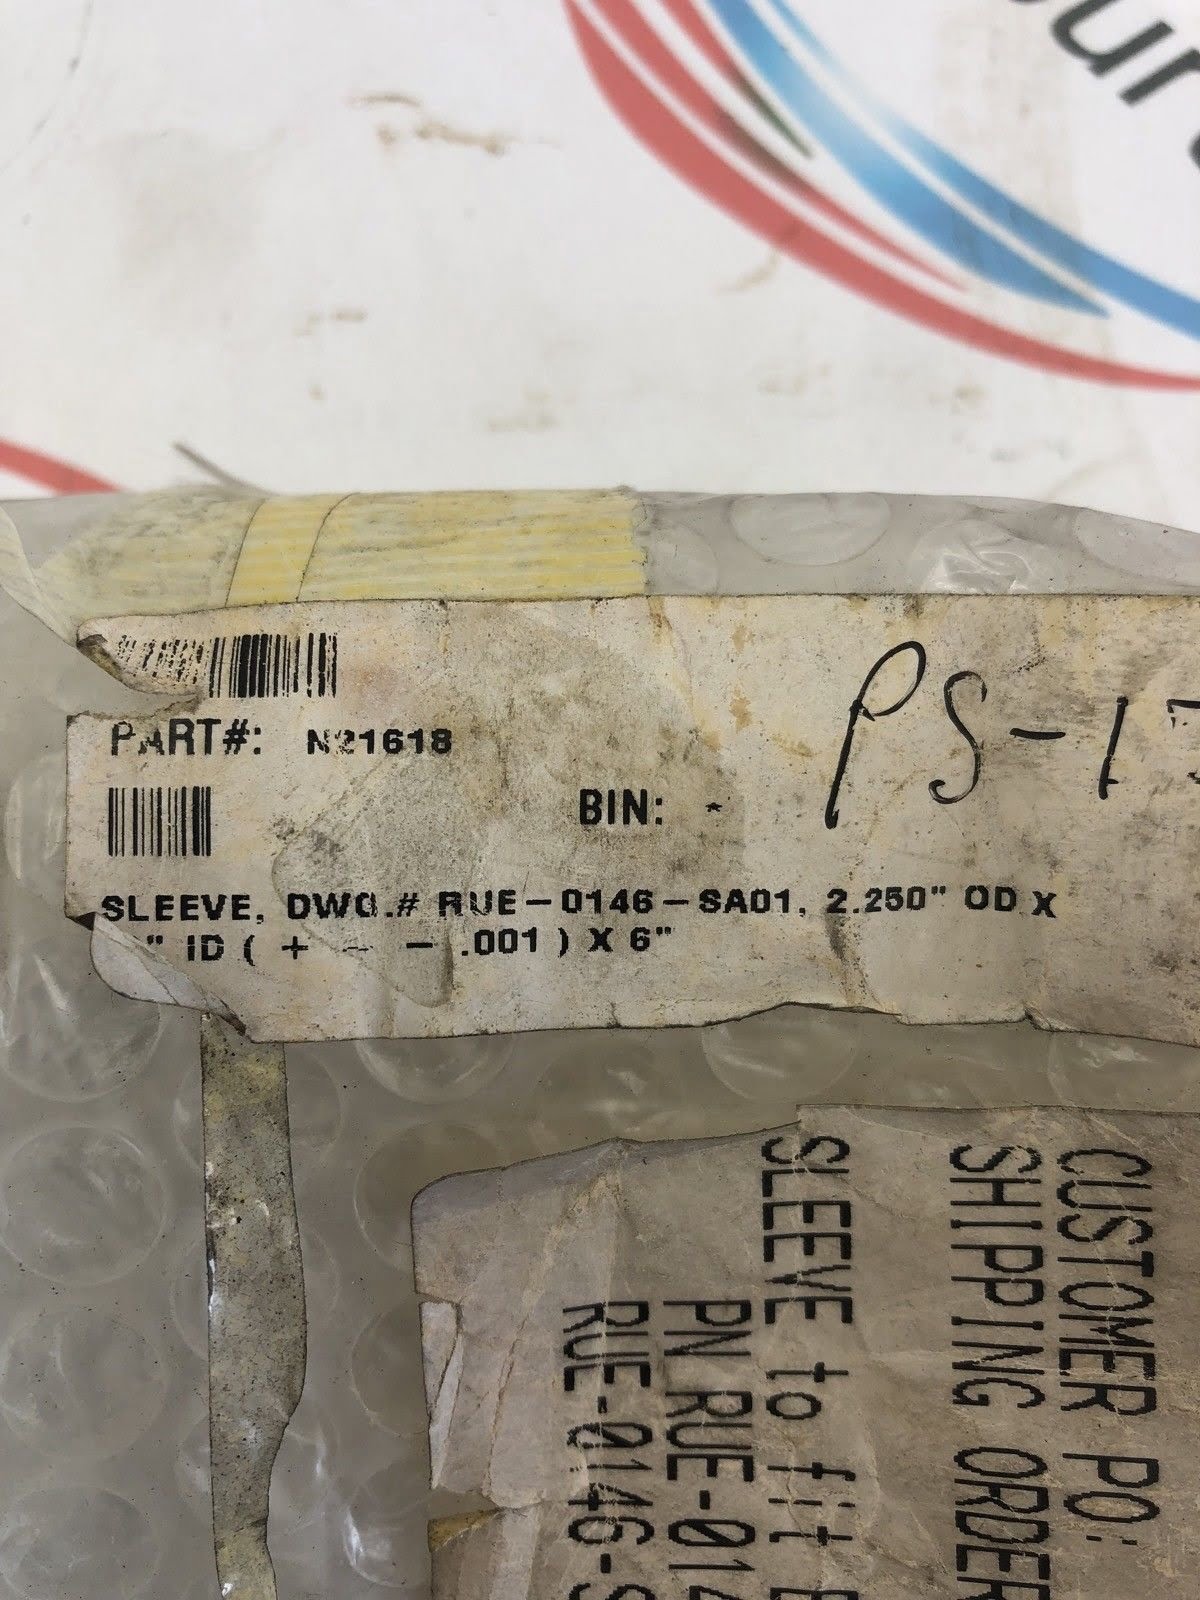 PART#: N21618
PS-1
BIN: *
SLEEVE, DWG.# RUE-0146-SA01, 2.250" OD X
" ID ( + - .001 ) X 6"
CUSTOMER PO:
SHIPPING ORDER
SLEEVE to fit
PN RUE-014
RUE-0146-S